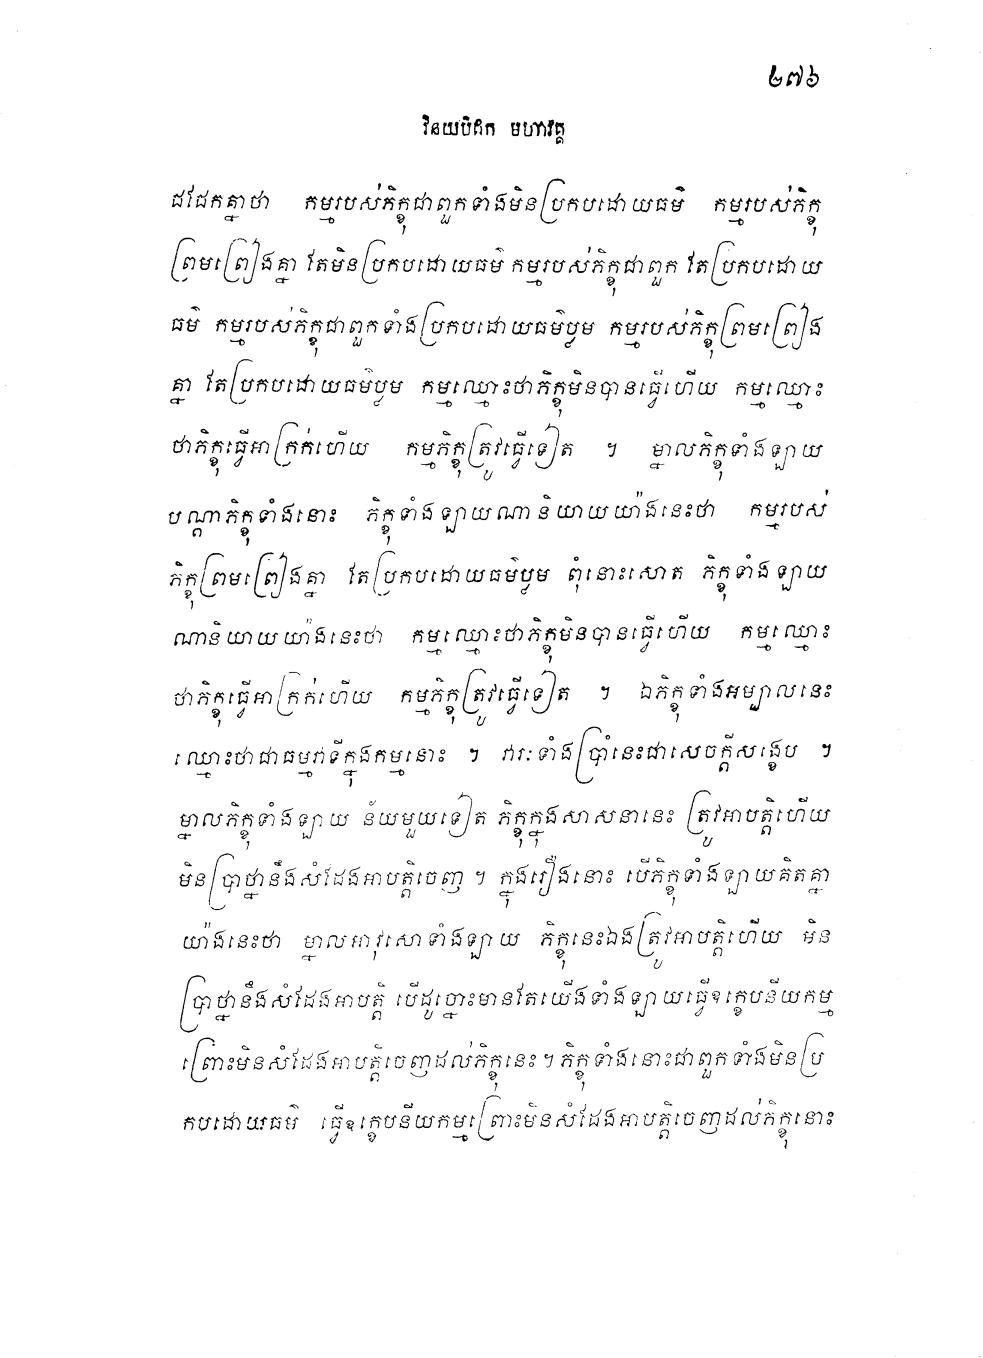 ២៧៦
វិនយបិដក មហាវគ្គ
ដដែកគ្នាថា កម្មរបស់ភិក្ខុជាពួកទាំងមិនប្រកបដោយធម៌ កម្មរបស់ភិក្ខុ
ព្រមព្រៀងគ្នា តែមិនប្រកបដោយធម៌ កម្មរបស់ភិក្ខុជាពួក តែប្រកបដោយ
ធម៌ កម្មរបស់ភិក្ខុជាពួកទាំងប្រកបដោយធម៌ប្លម កម្មរបស់ភិក្ខុព្រមព្រៀង
គ្នា តែប្រកបដោយធម៌ប្លម កម្មឈ្មោះថាភិក្ខុមិនបានធ្វើហើយ កម្មឈ្មោះ
ថាភិក្ខុធ្វើអាក្រក់ហើយ កម្មភិក្ខុត្រូវធ្វើទៀត ។ ម្នាលភិក្ខុទាំងឡាយ
បណ្តាភិក្ខុទាំងនោះ ភិក្ខុទាំងឡាយណានិយាយយ៉ាងនេះថា កម្មរបស់
ភិក្ខុព្រមព្រៀងគ្នា តែប្រកបដោយធម៌ប្លម ពុំនោះសោត ភិក្ខុទាំងឡាយ
ណានិយាយយ៉ាងនេះថា កម្មឈ្មោះថាភិក្ខុមិនបានធ្វើហើយ កម្មឈ្មោះ
ថាភិក្ខុធ្វើអាក្រក់ហើយ កម្មភិក្ខុត្រូវធ្វើទៀត ។ ឯភិក្ខុទាំងអម្បាលនេះ
ឈ្មោះថាជាធម្មវាទីក្នុងកម្មនោះ ។ វារៈទាំងប្រាំនេះជាសេចក្តីសង្ខេប ។
ម្នាលភិក្ខុទាំងឡាយ ន័យមួយទៀត ភិក្ខុក្នុងសាសនានេះ ត្រូវអាបត្តិហើយ
មិនប្រាថ្នានឹងសំដែងអាបត្តិចេញ ។ ក្នុងរឿងនោះ បើភិក្ខុទាំងឡាយគិតគ្នា
យ៉ាងនេះថា ម្នាលអាវុសោទាំងឡាយ ភិក្ខុនេះឯងត្រូវអាបត្តិហើយ មិន
ប្រាថ្នានឹងសំដែងអាបត្តិ បើដូច្នោះមានតែយើងទាំងឡាយធ្វើឧក្ខេបនីយកម្ម
ព្រោះមិនសំដែងអាបត្តិចេញដល់ភិក្ខុនេះ ។ ភិក្ខុទាំងនោះជាពួកទាំងមិនប្រ
កបដោយធម៌ ធ្វើឧក្ខេបនីយកម្មព្រោះមិនសំដែងអាបត្តិចេញដល់ភិក្ខុនោះ